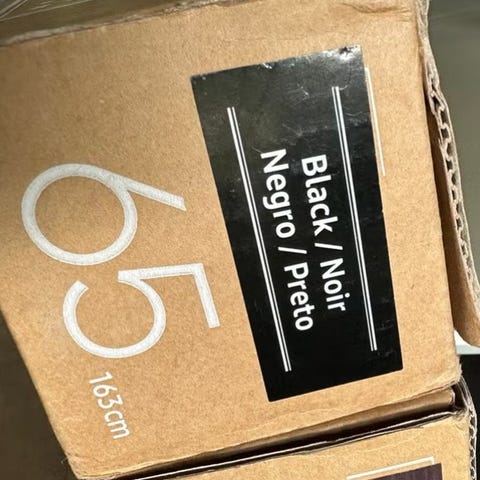 Black / Noir
Negro / Preto
65
163cm